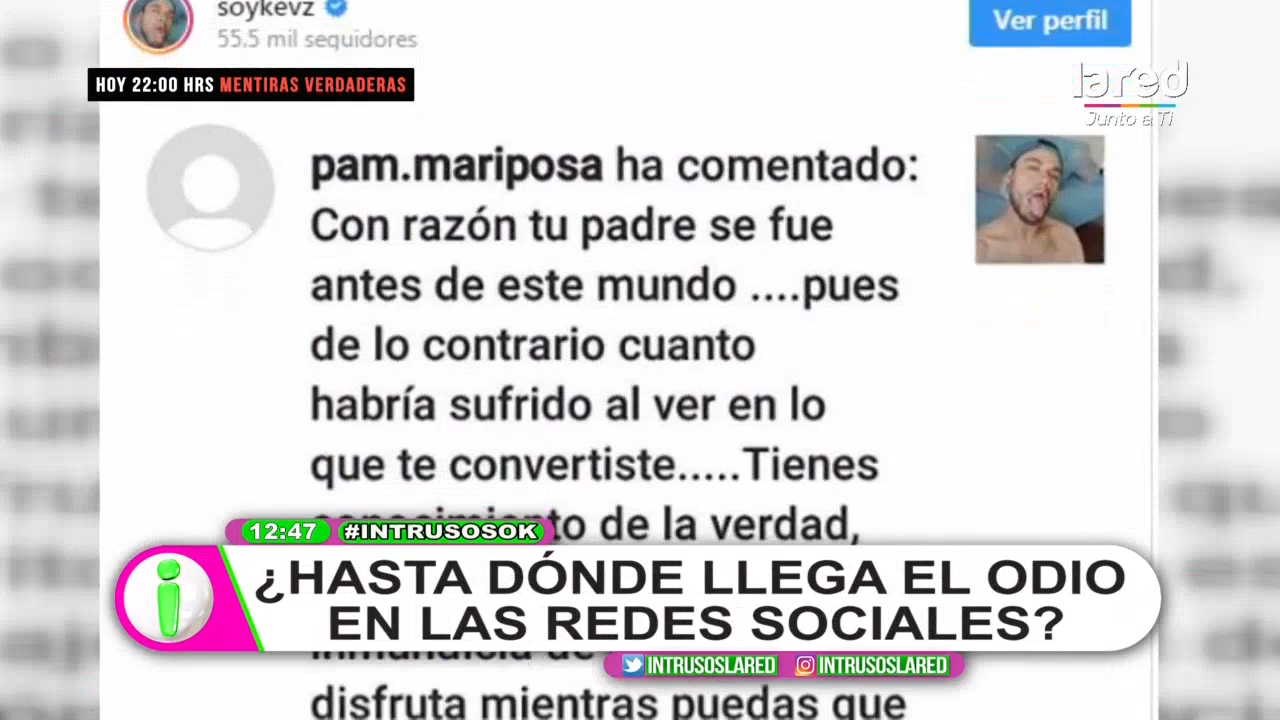 soykevz
55.5 mil seguidores
Ver perfil
HOY 22:00 HRS MENTIRAS VERDADERAS
lared
Junto a Ti
pam.mariposa ha comentado:
Con razón tu padre se fue
antes de este mundo ....pues
de lo contrario cuanto
habría sufrido al ver en lo
que te convertiste.....Tienes
conocimiento de la verdad,
12:47 #INTRUSOSOK
¿HASTA DÓNDE LLEGA EL ODIO
EN LAS REDES SOCIALES?
INTRUSOSLARED INTRUSOSLARED
disfruta mientras puedas que